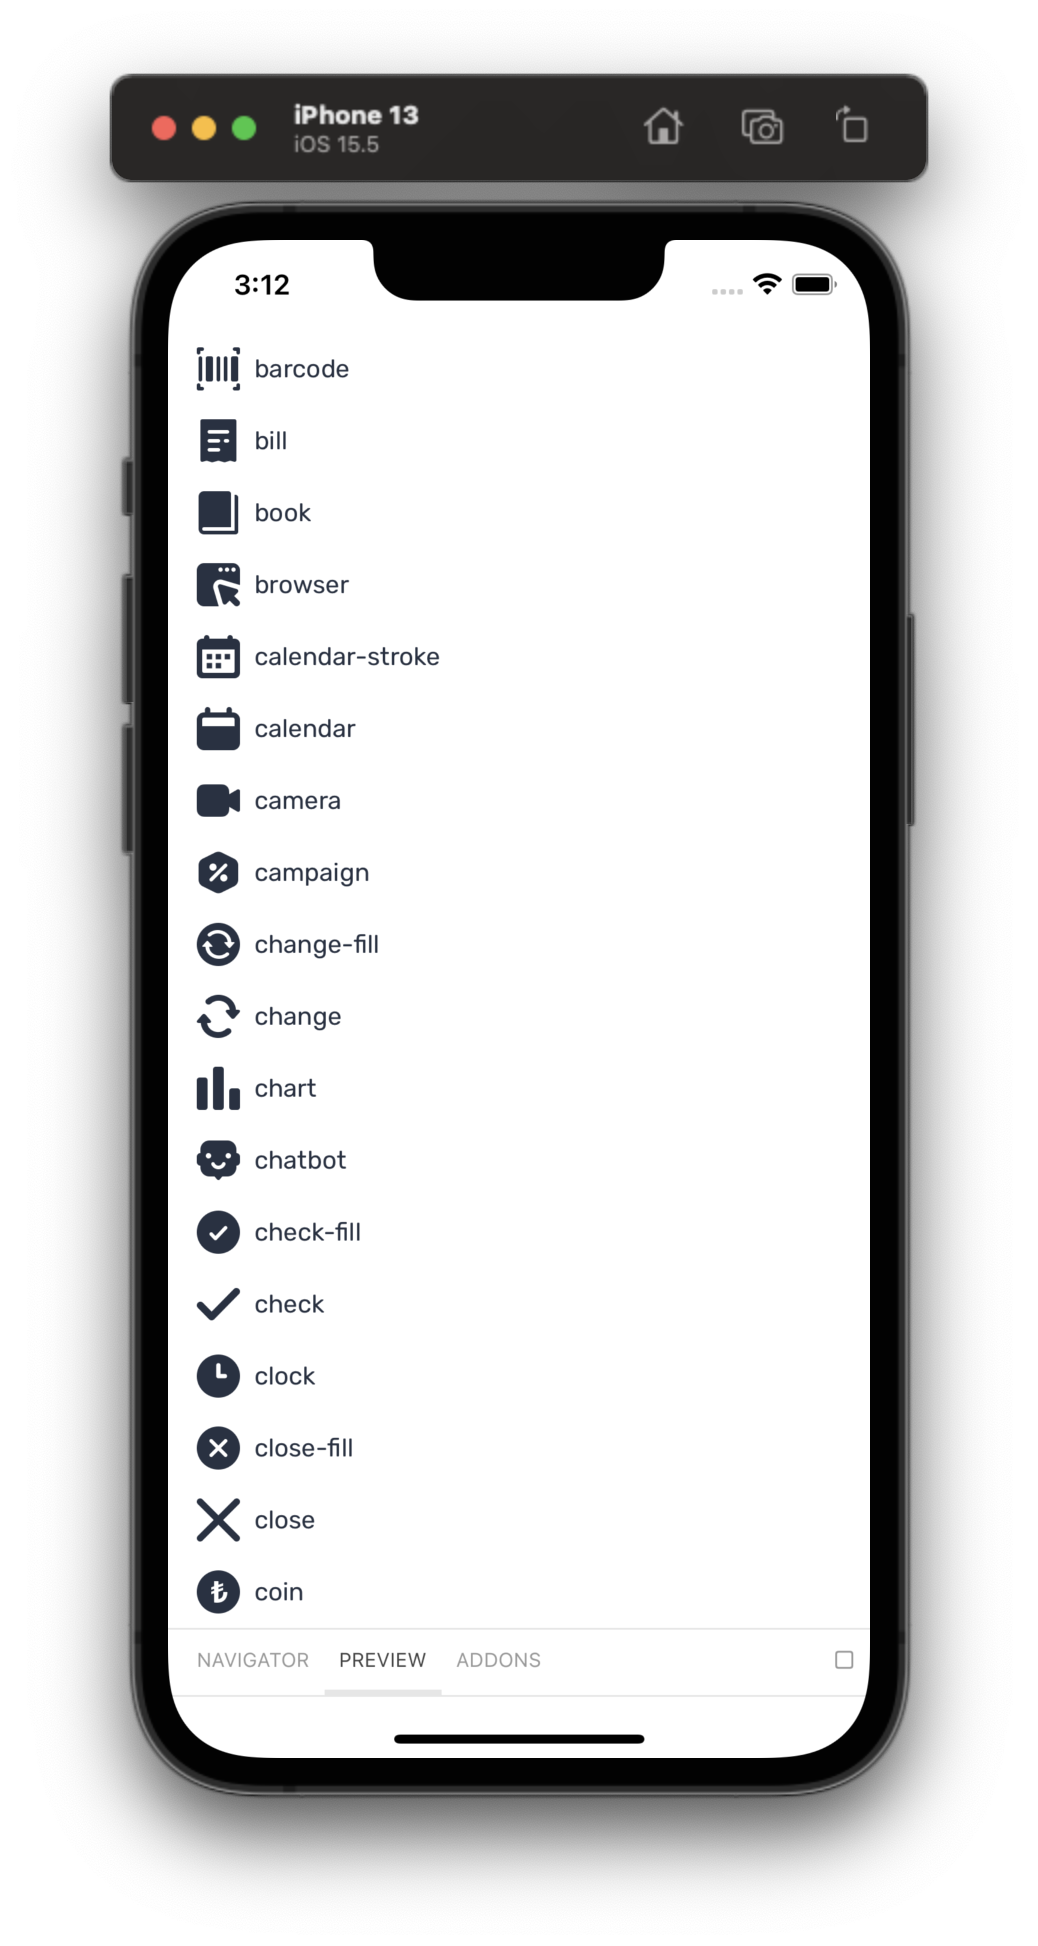 iPhone 13
iOS 15.5
3:12
barcode
bill
book
browser
calendar-stroke
calendar
camera
campaign
change-fill
change
chart
chatbot
check-fill
check
clock
close-fill
close
coin
NAVIGATOR PREVIEW ADDONS